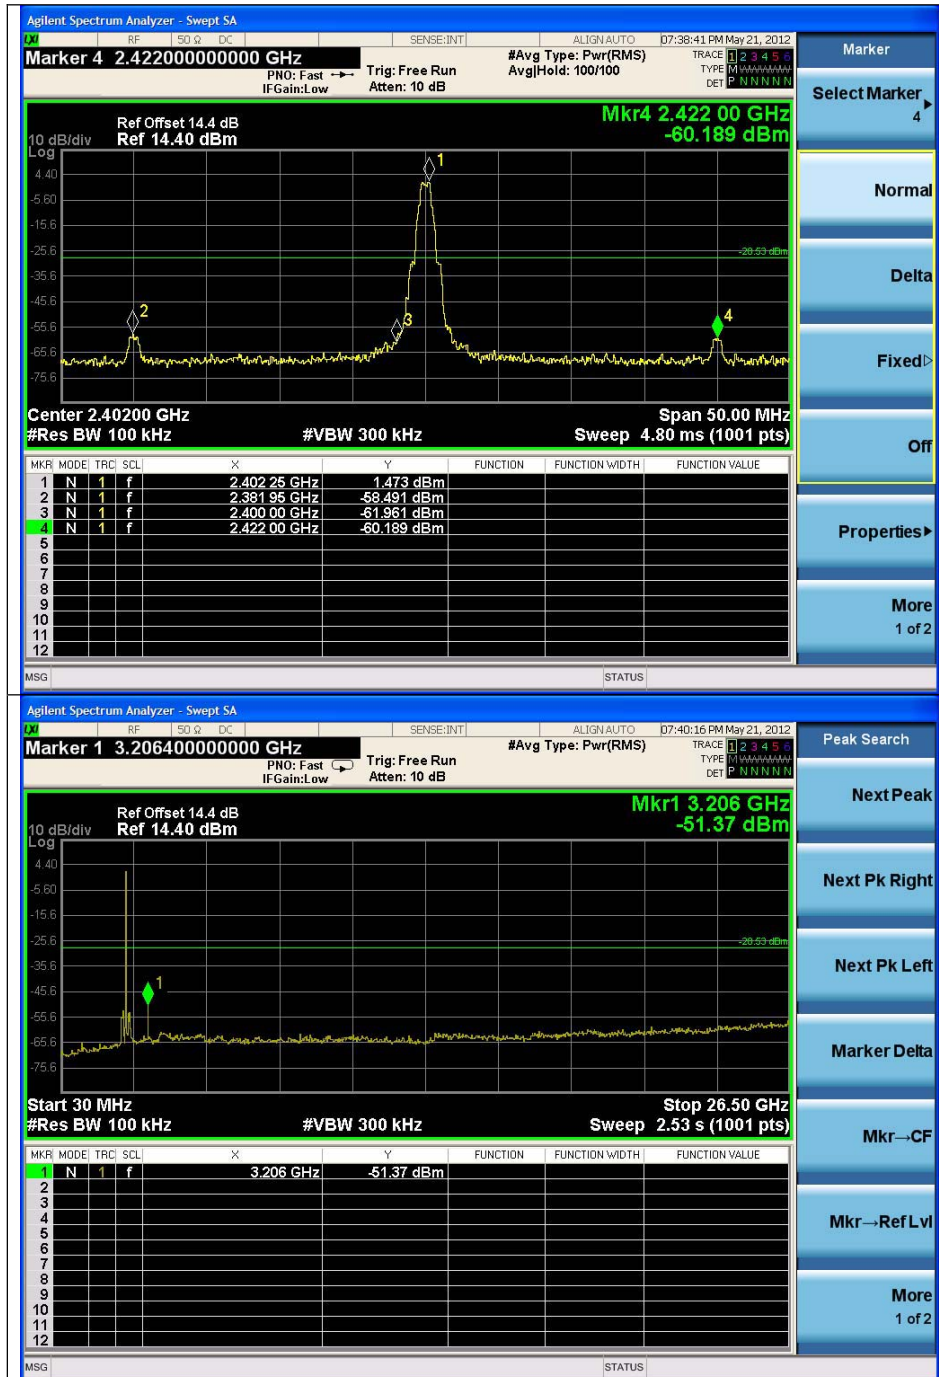 Agilent Spectrum Analyzer - Swept SA
LXI RF 50 Ω DC SENSE:INT ALIGN AUTO 07:38:41 PM May 21, 2012
Marker 4 2.422000000000 GHz
PNO: Fast
IFGain:Low
Trig: Free Run
Atten: 10 dB
#Avg Type: Pwr(RMS)
Avg|Hold: 100/100
TRACE 1 2 3 4 5 6
TYPE M
DET P N N N N N
Marker
Select Marker
4
Normal
Delta
Fixed
Off
Properties
More
1 of 2
Mkr4 2.422 00 GHz
-60.189 dBm
Ref Offset 14.4 dB
10 dB/div Ref 14.40 dBm
Log
4.40
-5.60
-15.6
-25.6
-35.6
-45.6
-55.6
-65.6
-75.6
1
2
3
4
Center 2.40200 GHz Span 50.00 MHz
#Res BW 100 kHz #VBW 300 kHz Sweep 4.80 ms (1001 pts)
MKR MODE TRC SCL X Y FUNCTION FUNCTION WIDTH FUNCTION VALUE
1 N 1 f 2.402 25 GHz 1.473 dBm
2 N 1 f 2.381 95 GHz -58.491 dBm
3 N 1 f 2.400 00 GHz -61.961 dBm
4 N 1 f 2.422 00 GHz -60.189 dBm
5
6
7
8
9
10
11
12
MSG STATUS
Agilent Spectrum Analyzer - Swept SA
LXI RF 50 Ω DC SENSE:INT ALIGN AUTO 07:40:16 PM May 21, 2012
Marker 1 3.206400000000 GHz
PNO: Fast
IFGain:Low
Trig: Free Run
Atten: 10 dB
#Avg Type: Pwr(RMS)
TRACE 1 2 3 4 5 6
TYPE M
DET P N N N N N
Peak Search
Next Peak
Next Pk Right
Next Pk Left
Marker Delta
Mkr→CF
Mkr→Ref Lvl
More
1 of 2
Mkr1 3.206 GHz
-51.37 dBm
Ref Offset 14.4 dB
10 dB/div Ref 14.40 dBm
Log
4.40
-5.60
-15.6
-25.6
-35.6
-45.6
-55.6
-65.6
-75.6
1
Start 30 MHz Stop 26.50 GHz
#Res BW 100 kHz #VBW 300 kHz Sweep 2.53 s (1001 pts)
MKR MODE TRC SCL X Y FUNCTION FUNCTION WIDTH FUNCTION VALUE
1 N 1 f 3.206 GHz -51.37 dBm
2
3
4
5
6
7
8
9
10
11
12
MSG STATUS